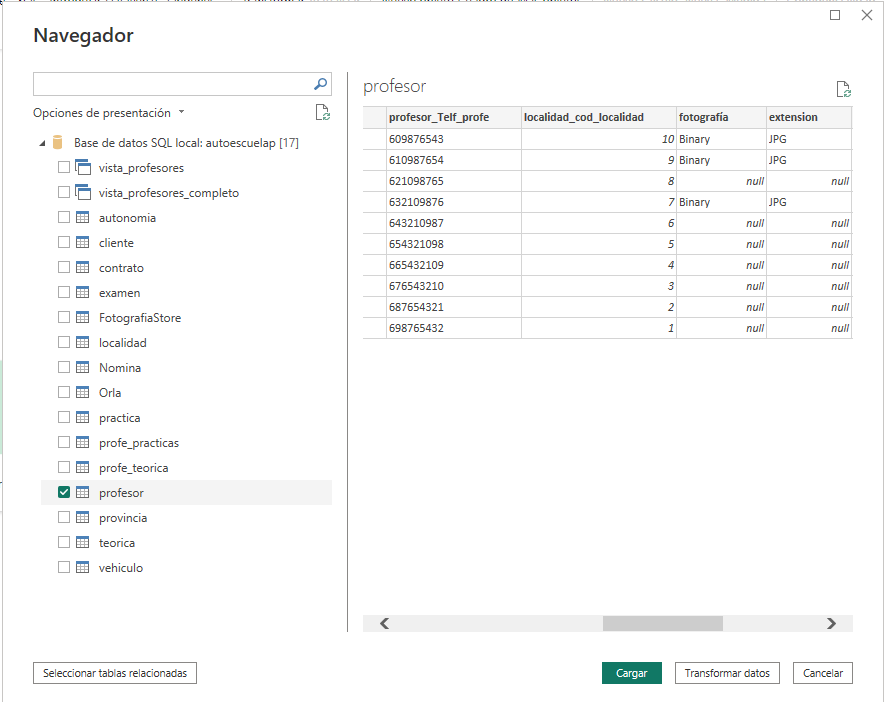 Navegador
Opciones de presentación
Base de datos SQL local: autoescuelap [17]
vista_profesores
vista_profesores_completo
autonomia
cliente
contrato
examen
FotografiaStore
localidad
Nomina
Orla
practica
profe_practicas
profe_teorica
profesor
provincia
teorica
vehiculo
profesor
profesor_Telf_profe localidad_cod_localidad fotografía extension
609876543 10 Binary JPG
610987654 9 Binary JPG
621098765 8 null null
632109876 7 Binary JPG
643210987 6 null null
654321098 5 null null
665432109 4 null null
676543210 3 null null
687654321 2 null null
698765432 1 null null
Seleccionar tablas relacionadas Cargar Transformar datos Cancelar